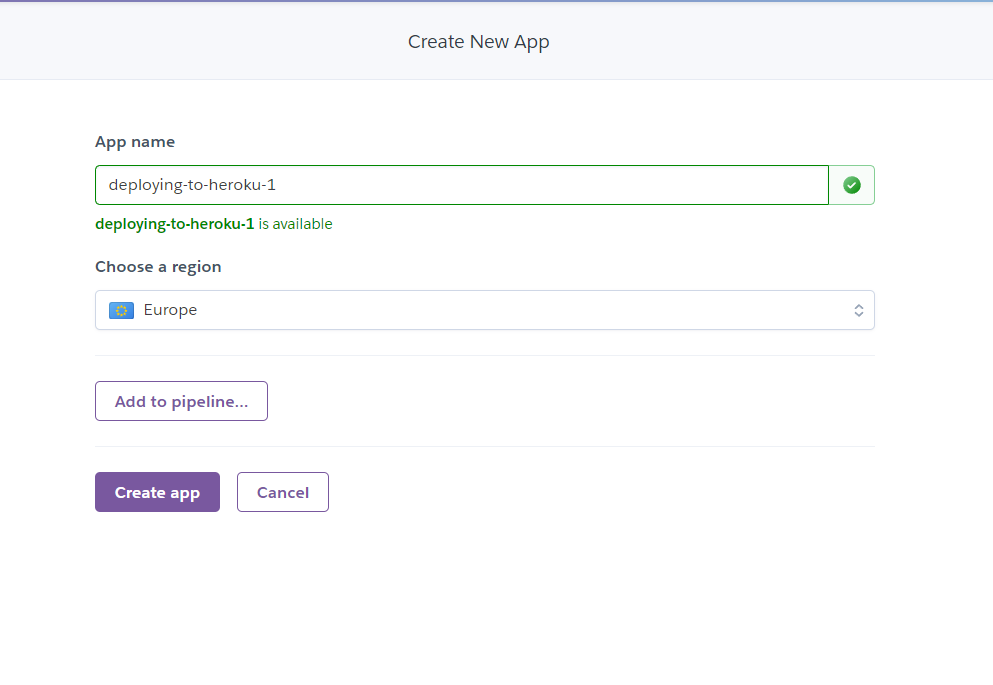 Create New App
App name
deploying-to-heroku-1
deploying-to-heroku-1 is available
Choose a region
Europe
Add to pipeline...
Create app
Cancel